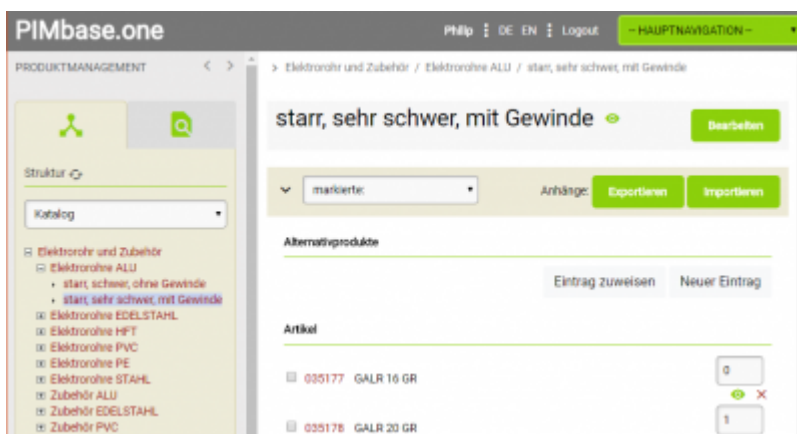 PIMbase.one
Philip DE EN Logout -- HAUPTNAVIGATION --
PRODUKTMANAGEMENT
> Elektrorohr und Zubehör / Elektrorohre ALU / starr, sehr schwer, mit Gewinde
starr, sehr schwer, mit Gewinde
Bearbeiten
Struktur
markierte:
Anhänge: Exportieren Importieren
Katalog
Alternativprodukte
Eintrag zuweisen Neuer Eintrag
Elektrorohr und Zubehör
Elektrorohre ALU
starr, schwer, ohne Gewinde
starr, sehr schwer, mit Gewinde
Elektrorohre EDELSTAHL
Elektrorohre HFT
Elektrorohre PVC
Elektrorohre PE
Elektrorohre STAHL
Zubehör ALU
Zubehör EDELSTAHL
Zubehör PVC
Artikel
035177 GALR 16 GR
0
035178 GALR 20 GR
1